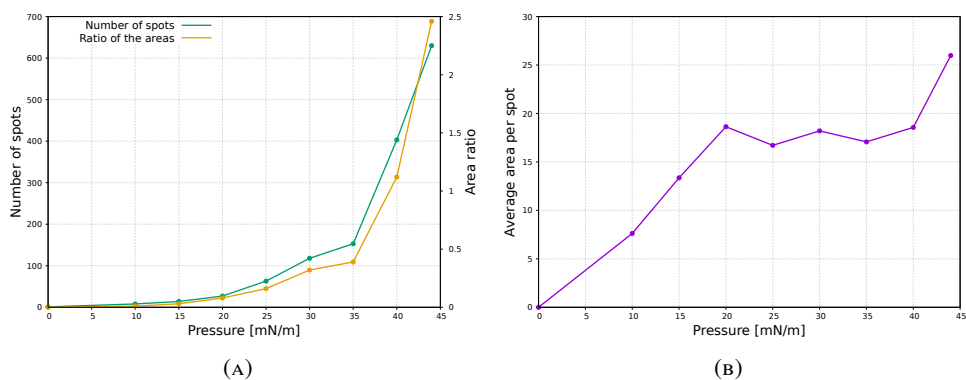 Number of spots
Ratio of the areas
700
600
500
400
300
200
100
0
2.5
2
1.5
1
0.5
0
0 5 10 15 20 25 30 35 40 45
Number of spots
Area ratio
Pressure [mN/m]
(A)
30
25
20
15
10
5
0
0 5 10 15 20 25 30 35 40 45
Average area per spot
Pressure [mN/m]
(B)